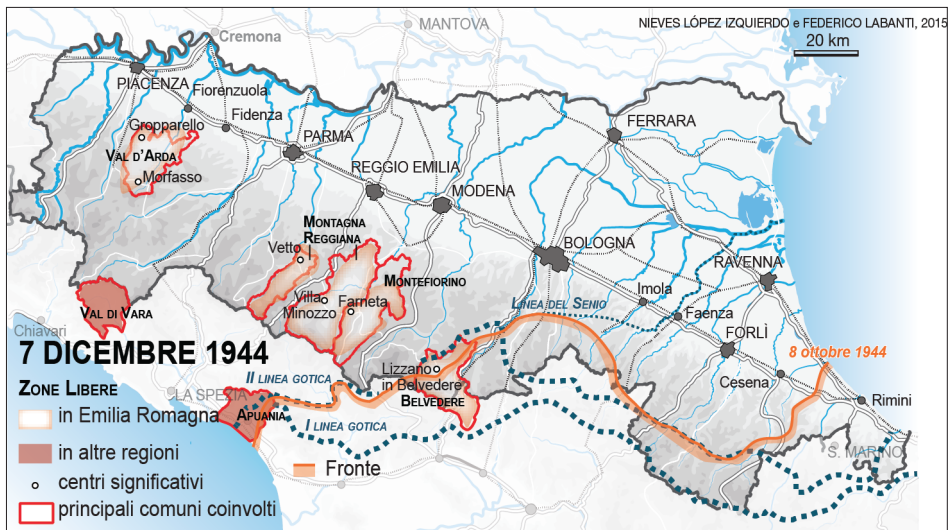 NIEVES LÓPEZ IZQUIERDO e FEDERICO LABANTI, 2015
20 km
MANTOVA
Cremona
PIACENZA
Fiorenzuola
Fidenza
Gropparello
VAL D'ARDA
Morfasso
PARMA
REGGIO EMILIA
MODENA
FERRARA
BOLOGNA
RAVENNA
MONTAGNA
REGGIANA
Vetto
MONTEFIORINO
Villa
Minozzo
Farneta
VAL DI VARA
Chiavari
LINEA DEL SENIO
Imola
Faenza
FORLÌ
Cesena
8 ottobre 1944
Rimini
S. MARINO
Lizzano
in Belvedere
BELVEDERE
II LINEA GOTICA
I LINEA GOTICA
LA SPEZIA
APUANIA
7 DICEMBRE 1944
ZONE LIBERE
in Emilia Romagna
in altre regioni
centri significativi
principali comuni coinvolti
Fronte